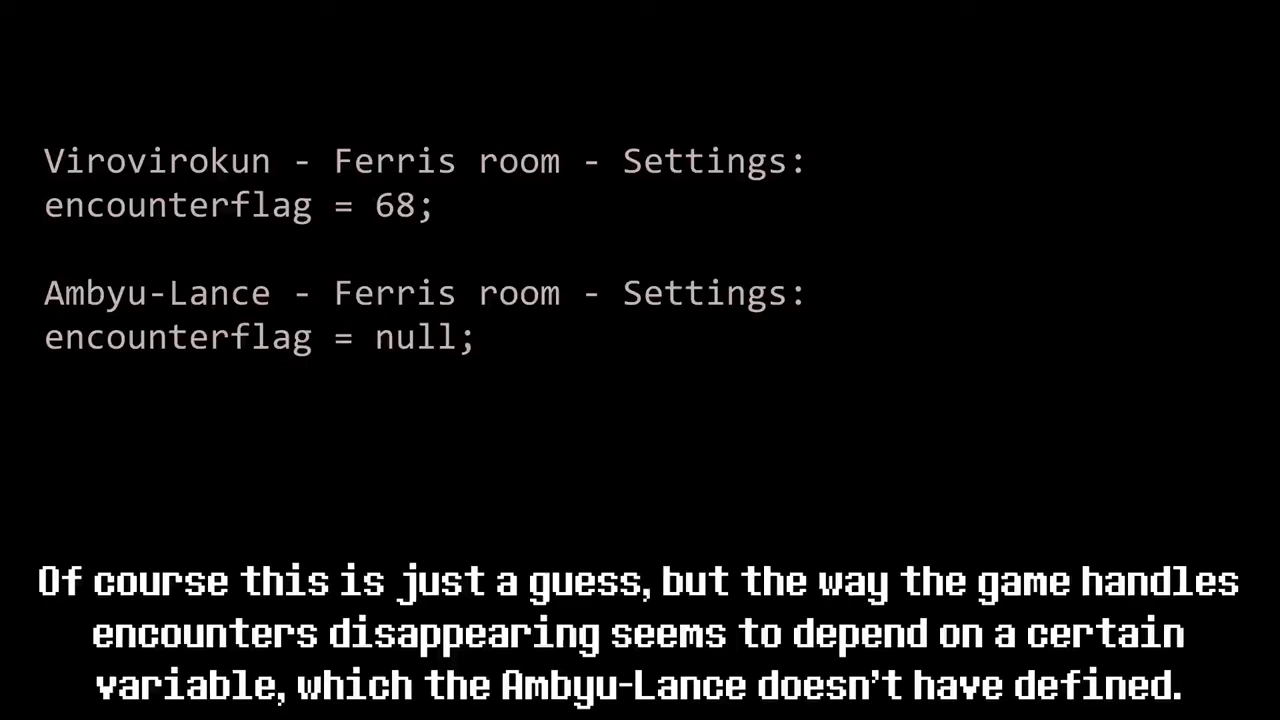 Virovirokun - Ferris room - Settings:
encounterflag = 68;
Ambyu-Lance - Ferris room - Settings:
encounterflag = null;
Of course this is just a guess, but the way the game handles
encounters disappearing seems to depend on a certain
variable, which the Ambyu-Lance doesn't have defined.